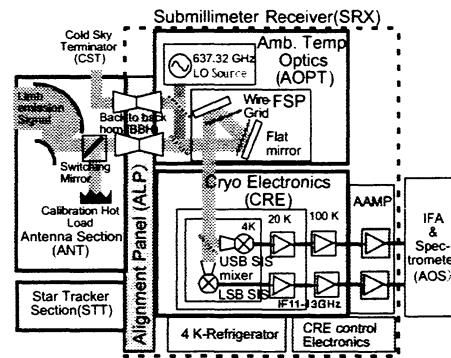 Submillimeter Receiver(SRX)
Cold Sky
Terminator
(CST)
637.32 GHz
LO Source
Amb. Temp
Optics
(AOPT)
Limb
emission
Signal
Back to back
horn(BBH)
Wire
Grid
FSP
Flat
mirror
Switching
Mirror
Calibration Hot
Load
Antenna Section
(ANT)
Alignment Panel (ALP)
Cryo Electronics
(CRE)
AAMP
20 K
100 K
4K
USB SIS
mixer
LSB SIS
IF11-13GHz
IFA
&
Spec-
trometer
(AOS)
Star Tracker
Section(STT)
4 K-Refrigerator
CRE control
Electronics